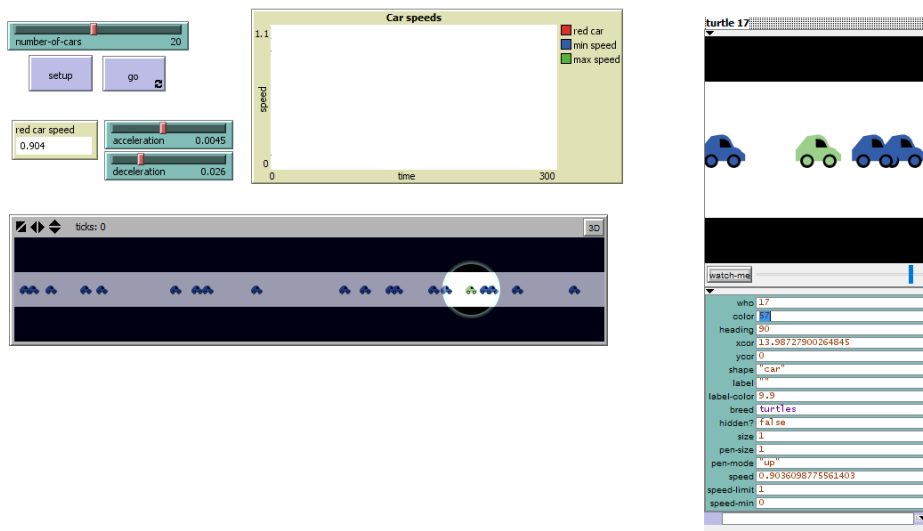 number-of-cars 20
setup
go
red car speed
0.904
acceleration 0.0045
deceleration 0.026
Car speeds
1.1
speed
0
0
time
300
red car
min speed
max speed
ticks: 0
3D
turtle 17
watch-me
who 17
color 57
heading 90
xcor 13.98727900264845
ycor 0
shape "car"
label ""
label-color 9.9
breed turtles
hidden? false
size 1
pen-size 1
pen-mode "up"
speed 0.9036098775561403
speed-limit 1
speed-min 0